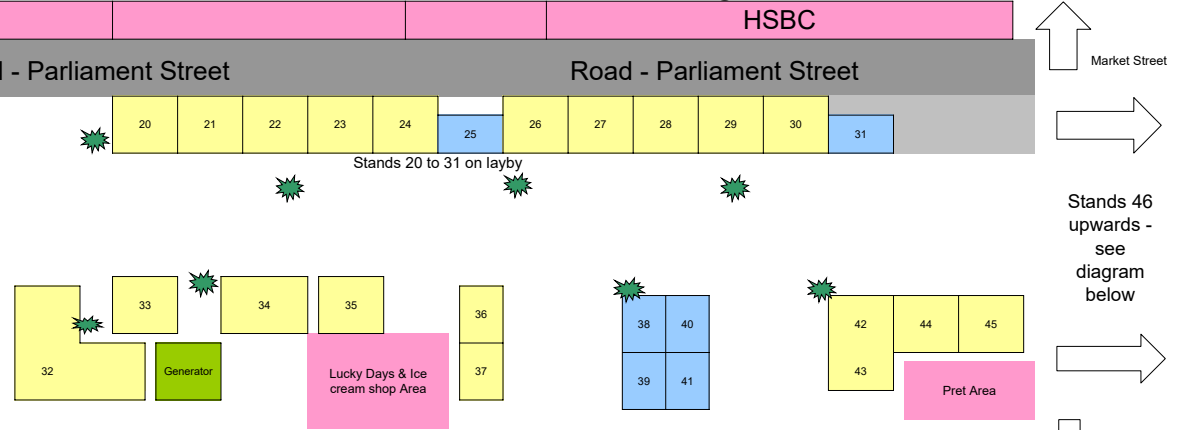 HSBC
- Parliament Street
Road - Parliament Street
Market Street
20
21
22
23
24
25
26
27
28
29
30
31
Stands 20 to 31 on layby
Stands 46
upwards -
see
diagram
below
33
34
35
36
38
40
42
44
45
32
Generator
Lucky Days & Ice
cream shop Area
37
39
41
43
Pret Area